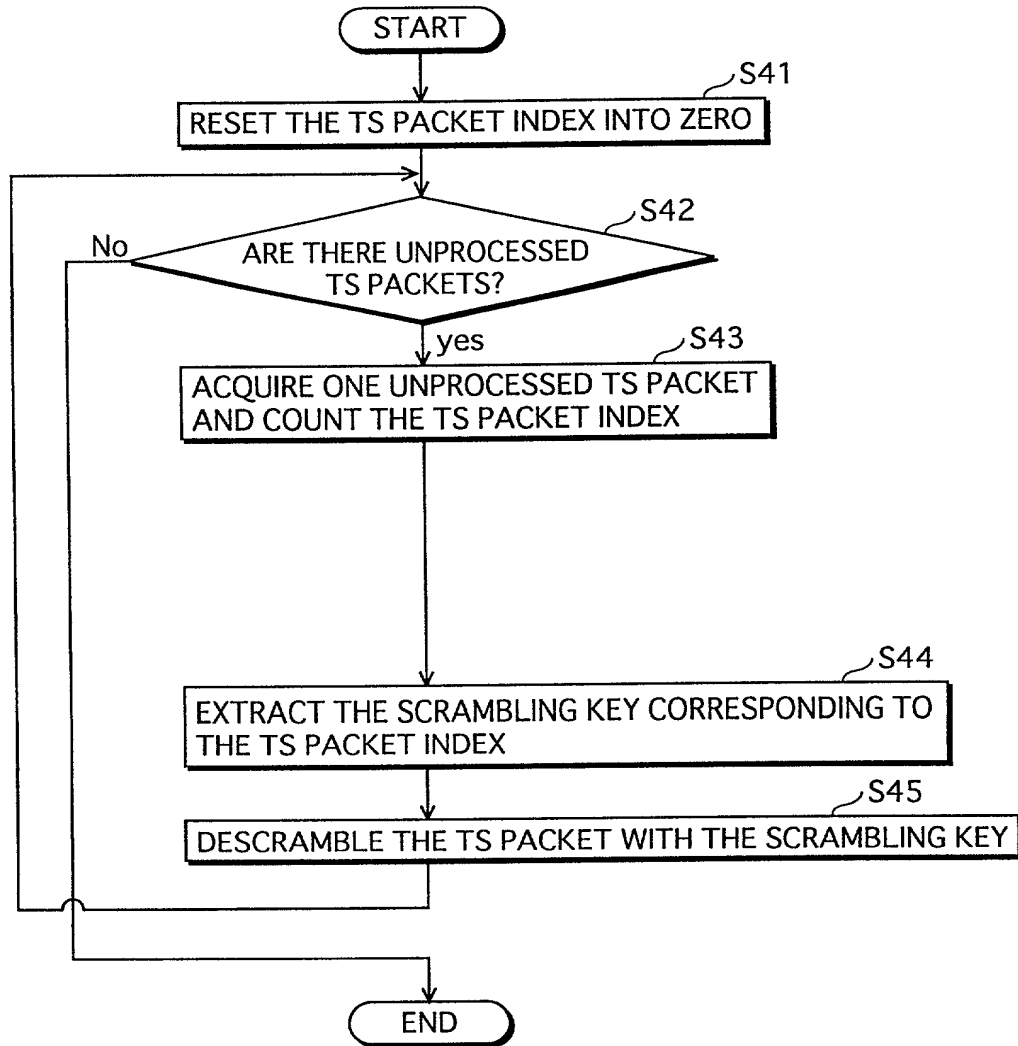 START
S41
RESET THE TS PACKET INDEX INTO ZERO
S42
No
ARE THERE UNPROCESSED
TS PACKETS?
yes
S43
ACQUIRE ONE UNPROCESSED TS PACKET
AND COUNT THE TS PACKET INDEX
S44
EXTRACT THE SCRAMBLING KEY CORRESPONDING TO
THE TS PACKET INDEX
S45
DESCRAMBLE THE TS PACKET WITH THE SCRAMBLING KEY
END